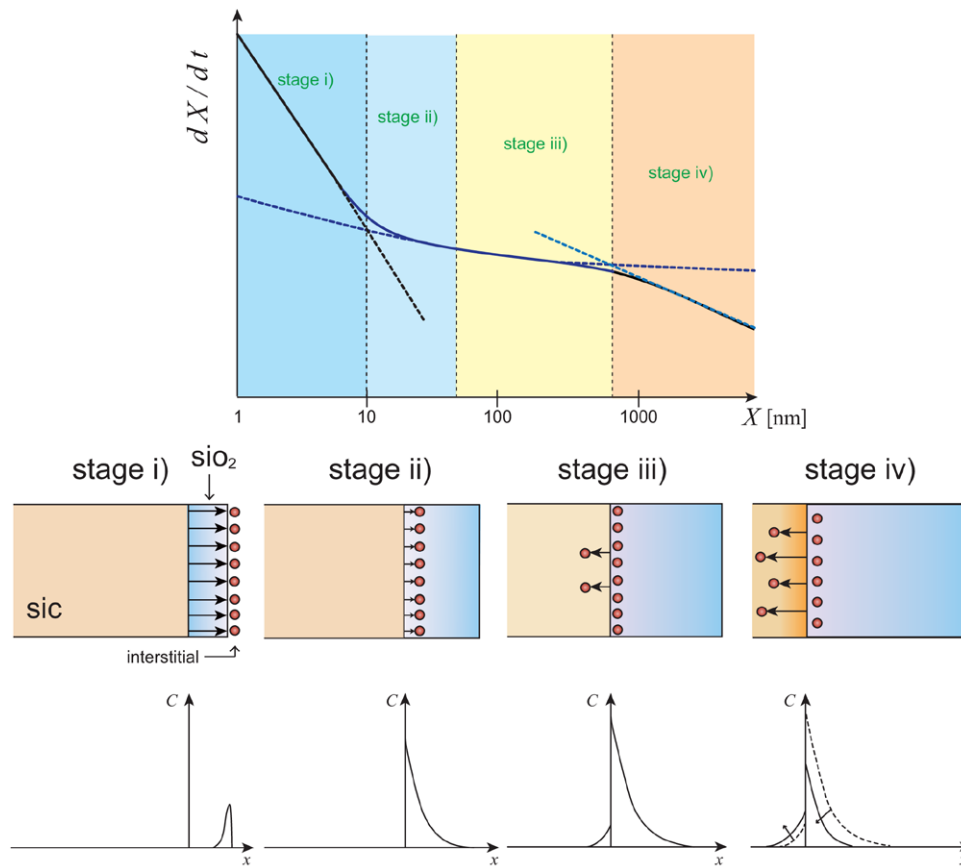 dX/dt
stage i)
stage ii)
stage iii)
stage iv)
1
10
100
1000
X [nm]
stage i)
stage ii)
stage iii)
stage iv)
sio₂
sic
interstitial
C
x
C
x
C
x
C
x